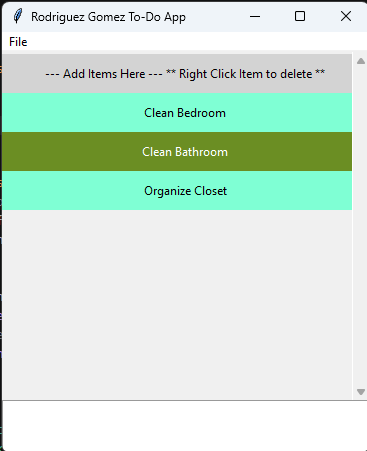 Rodriguez Gomez To-Do App
File
--- Add Items Here --- ** Right Click Item to delete **
Clean Bedroom
Clean Bathroom
Organize Closet